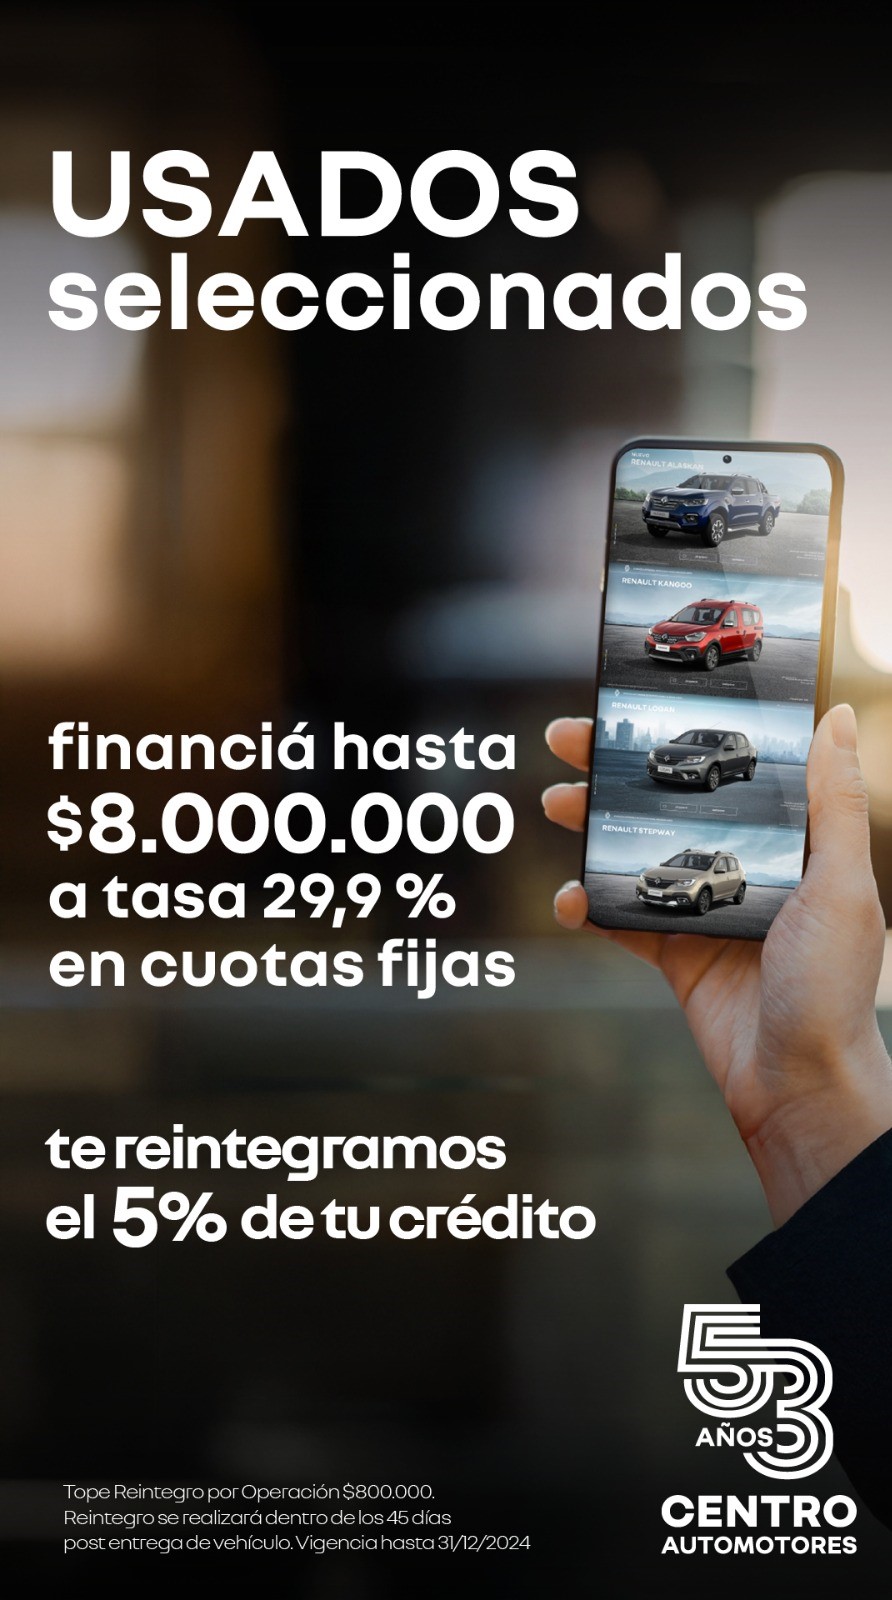 USADOS
seleccionados
NUEVO
RENAULT ALASKAN
RENAULT KANGOO
RENAULT LOGAN
RENAULT STEPWAY
financiá hasta
$8.000.000
a tasa 29,9 %
en cuotas fijas
te reintegramos
el 5% de tu crédito
53
AÑOS
CENTRO
AUTOMOTORES
Tope Reintegro por Operación $800.000.
Reintegro se realizará dentro de los 45 días
post entrega de vehículo. Vigencia hasta 31/12/2024